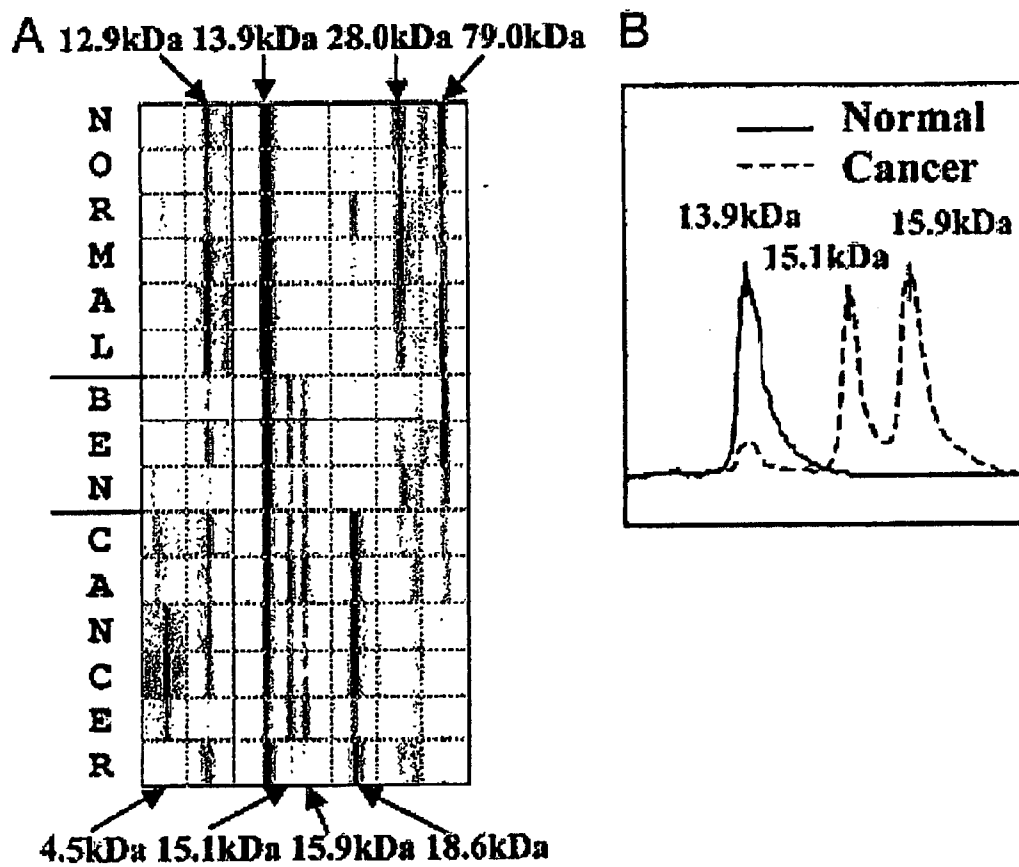 A
12.9kDa 13.9kDa 28.0kDa 79.0kDa
N
O
R
M
A
L
B
E
N
C
A
N
C
E
R
4.5kDa 15.1kDa 15.9kDa 18.6kDa
B
Normal
Cancer
13.9kDa
15.1kDa
15.9kDa